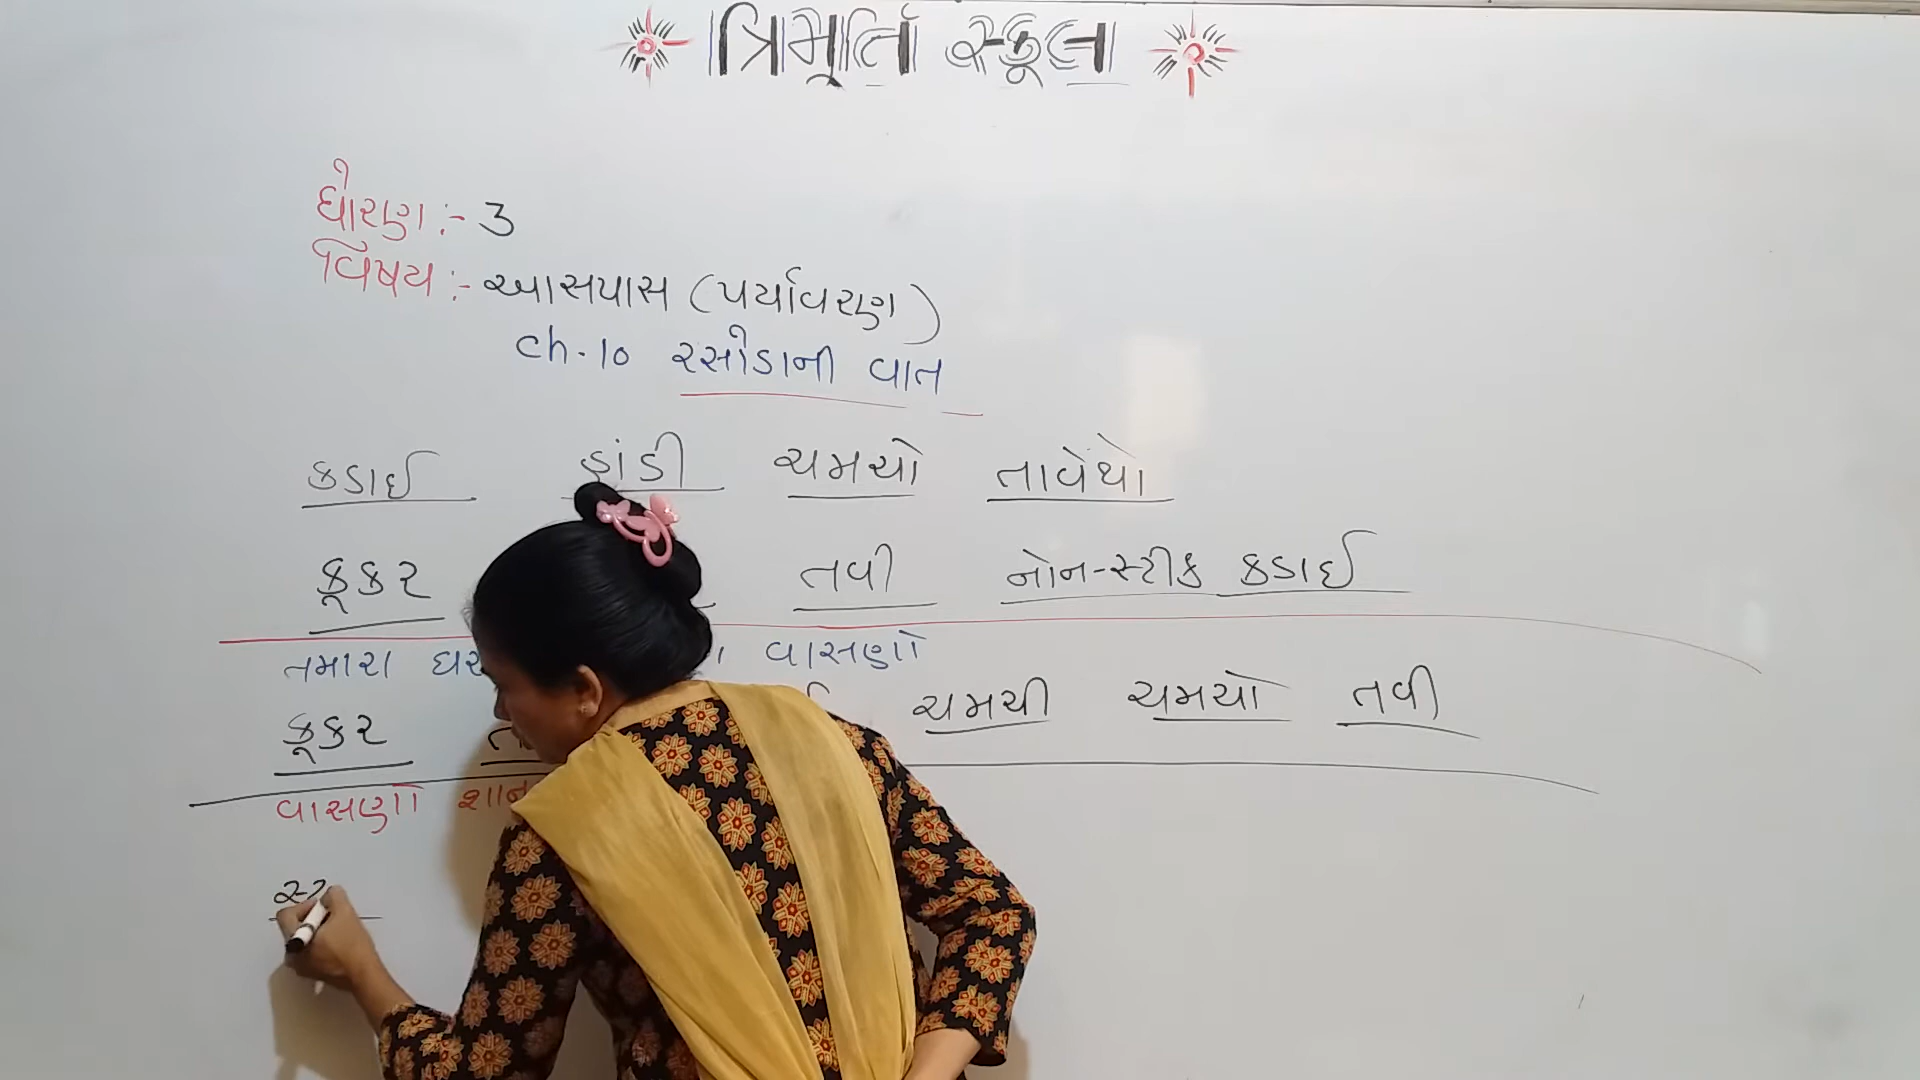 ત્રિમૂર્તિ સ્કૂલ
ધોરણ :- 3
વિષય :- આસપાસ (પર્યાવરણ)
ch-10 રસોડાની વાત
કડાઈ હાંડી ચમચો તાવેથો
કૂકર તવી નોન-સ્ટીક કડાઈ
તમારા વાસણો
કૂકર ચમચી ચમચો તવી
વાસણો